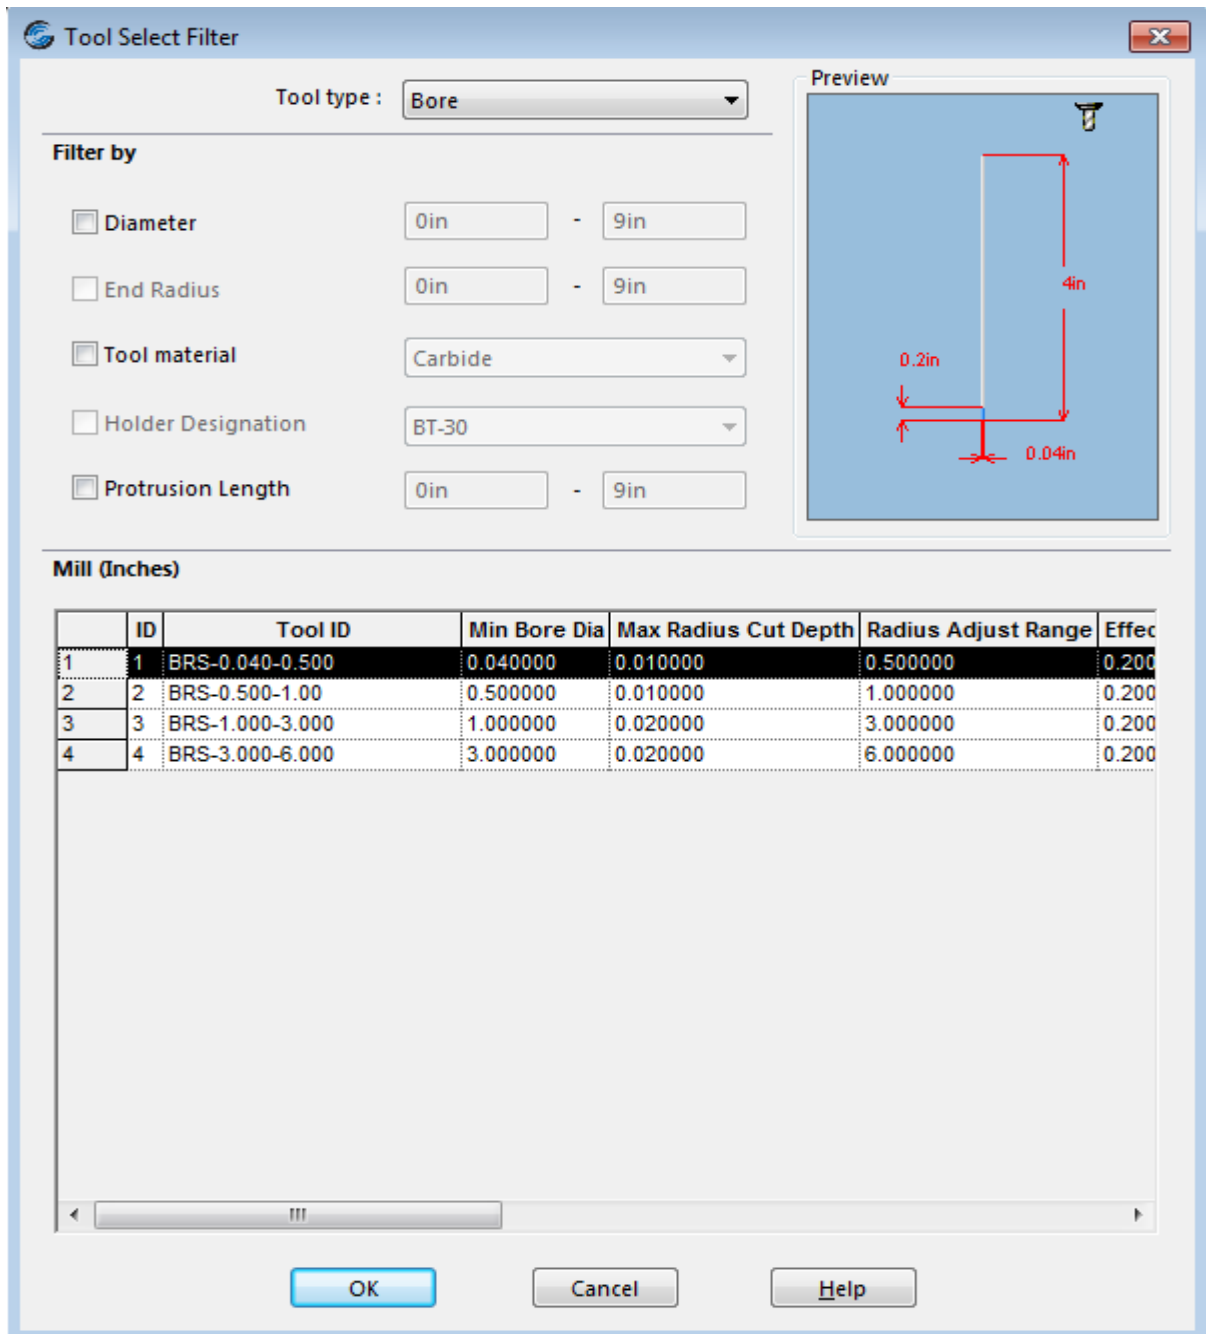 Tool Select Filter
Tool type : Bore
Preview
Filter by
Diameter 0in - 9in
End Radius 0in - 9in
Tool material Carbide
Holder Designation BT-30
Protrusion Length 0in - 9in
4in
0.2in
0.04in
Mill (Inches)
ID Tool ID Min Bore Dia Max Radius Cut Depth Radius Adjust Range Effec
1 1 BRS-0.040-0.500 0.040000 0.010000 0.500000 0.200
2 2 BRS-0.500-1.00 0.500000 0.010000 1.000000 0.200
3 3 BRS-1.000-3.000 1.000000 0.020000 3.000000 0.200
4 4 BRS-3.000-6.000 3.000000 0.020000 6.000000 0.200
OK Cancel Help